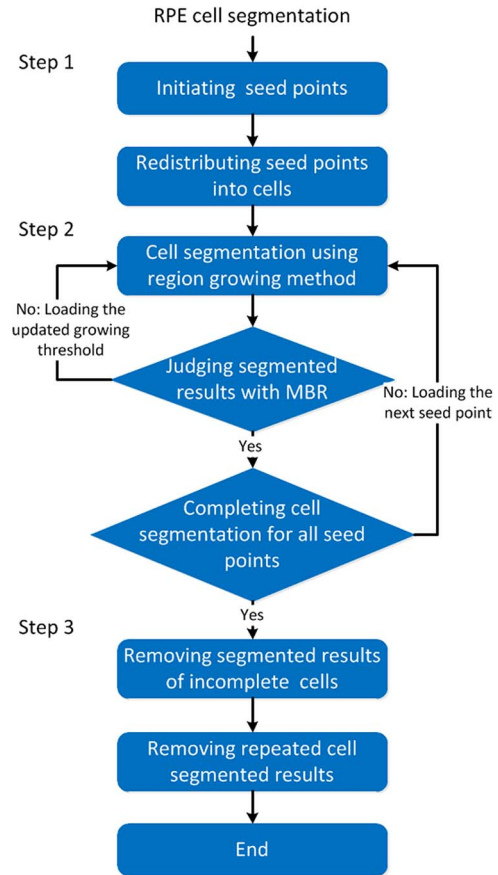 RPE cell segmentation
Step 1
Initiating seed points
Redistributing seed points
into cells
Step 2
Cell segmentation using
region growing method
No: Loading the
updated growing
threshold
Judging segmented
results with MBR
No: Loading the
next seed point
Yes
Completing cell
segmentation for all seed
points
Yes
Step 3
Removing segmented results
of incomplete cells
Removing repeated cell
segmented results
End